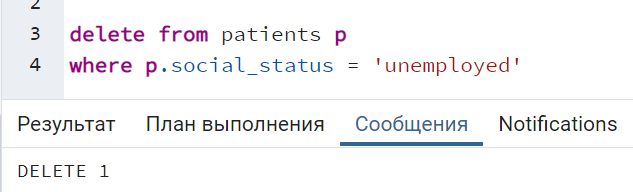 2
3 delete from patients p
4 where p.social_status = 'unemployed'
Результат План выполнения Сообщения Notifications
DELETE 1